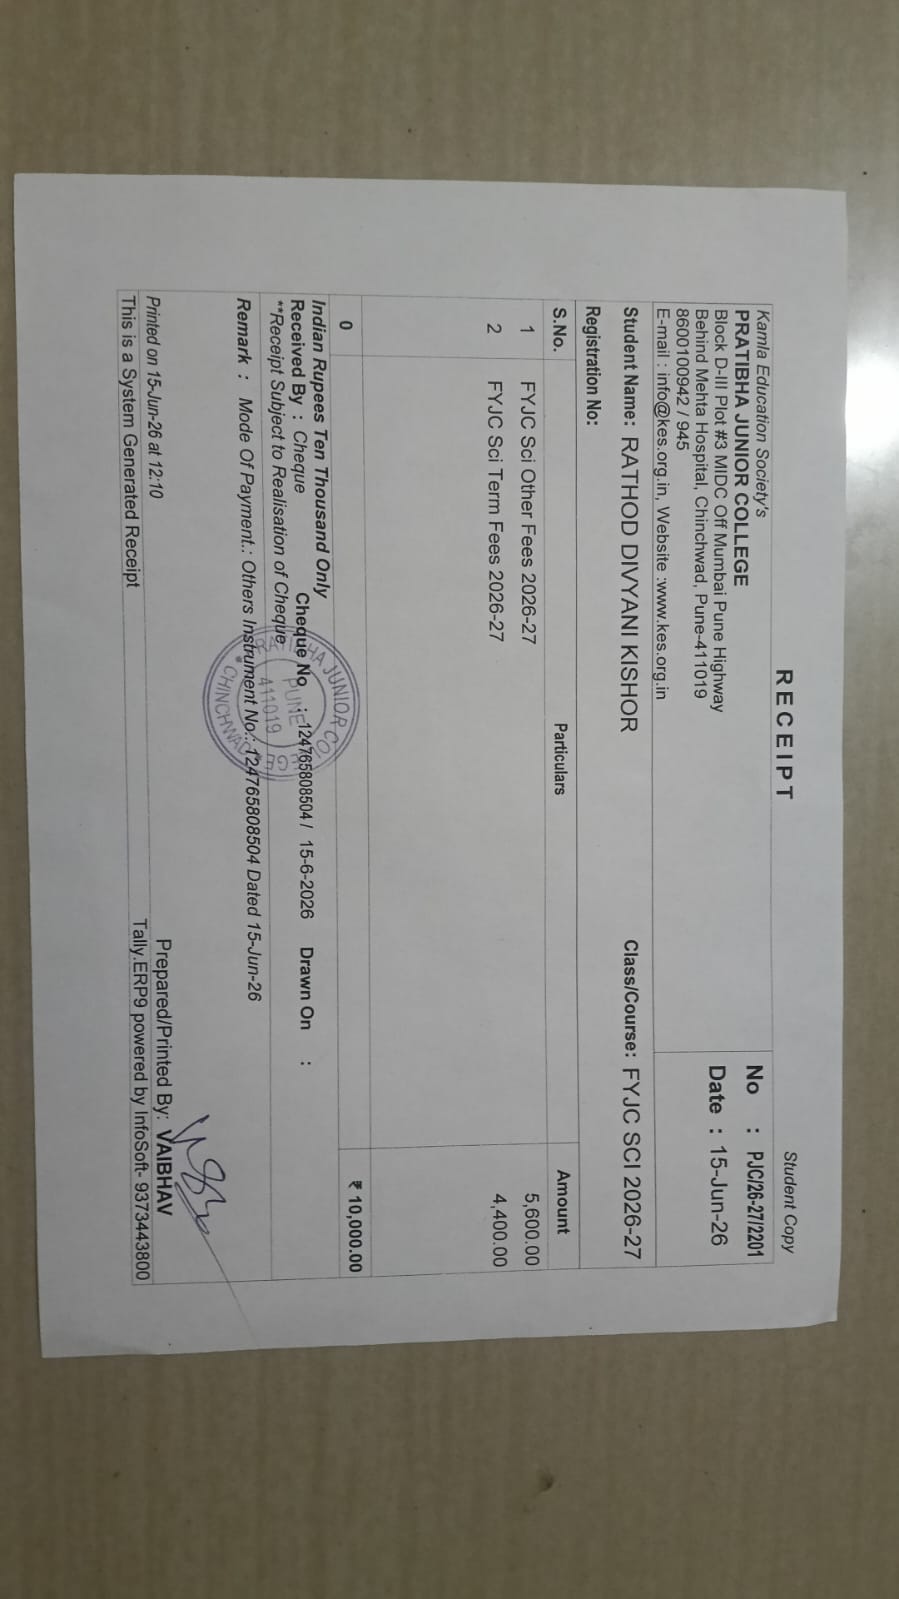 RECEIPT
Student Copy
Kamla Education Society's
PRATIBHA JUNIOR COLLEGE
Block D-III Plot #3 MIDC Off Mumbai Pune Highway
Behind Mehta Hospital, Chinchwad, Pune-411019
8600100942 / 945
E-mail : info@kes.org.in, Website :www.kes.org.in
No : PJC/26-27/2201
Date : 15-Jun-26
Student Name: RATHOD DIVYANI KISHOR Class/Course: FYJC SCI 2026-27
Registration No:
S.No. Particulars Amount
1 FYJC Sci Other Fees 2026-27 5,600.00
2 FYJC Sci Term Fees 2026-27 4,400.00
0 ₹ 10,000.00
Indian Rupees Ten Thousand Only
Received By : Cheque Cheque No : 124765808504 / 15-6-2026 Drawn On :
**Receipt Subject to Realisation of Cheque
Remark : Mode Of Payment.: Others Instrument No.: 124765808504 Dated 15-Jun-26
JUNIOR CO
PUNE
411019
CHINCHWAD
Printed on 15-Jun-26 at 12:10 Prepared/Printed By: VAIBHAV
This is a System Generated Receipt Tally.ERP9 powered by InfoSoft- 9373443800